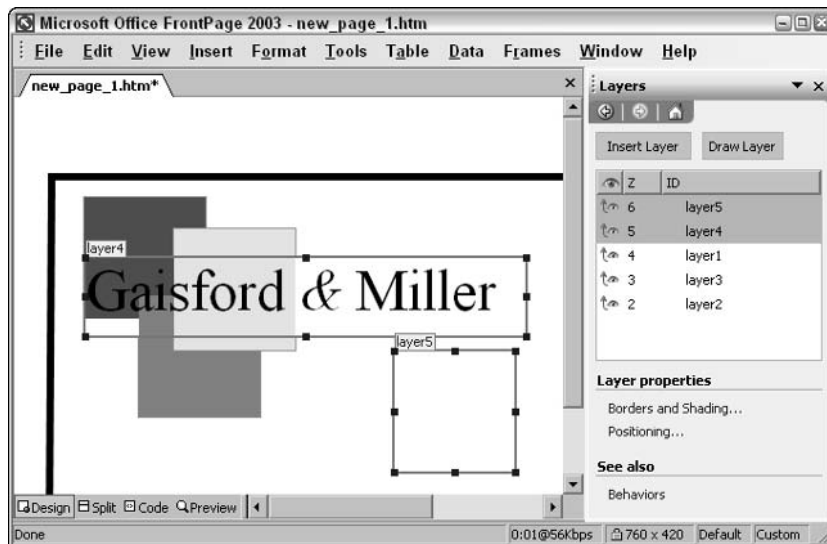 Microsoft Office FrontPage 2003 - new_page_1.htm
File Edit View Insert Format Tools Table Data Frames Window Help
new_page_1.htm*
layer4
Gaisford & Miller
layer5
Design Split Code Preview
Layers
Insert Layer Draw Layer
Z ID
6 layer5
5 layer4
4 layer1
3 layer3
2 layer2
Layer properties
Borders and Shading...
Positioning...
See also
Behaviors
Done 0:01@56Kbps 760 x 420 Default Custom